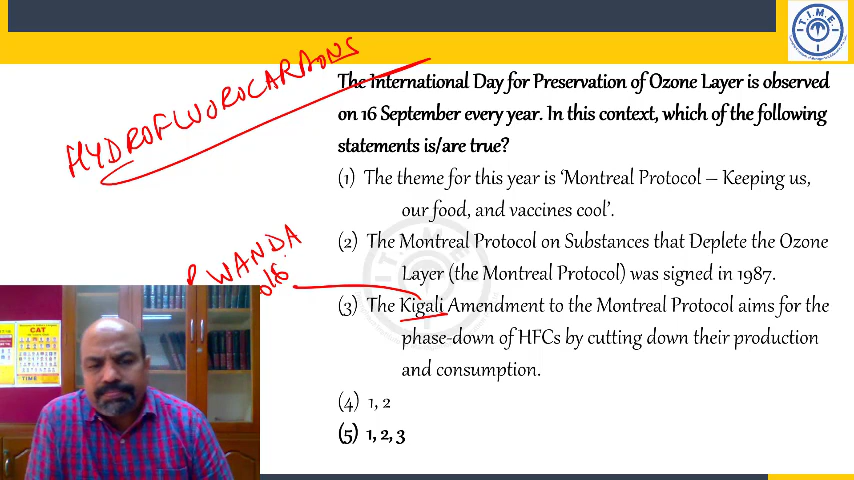 T.I.M.E.
HYDROFLUOROCARBONS
The International Day for Preservation of Ozone Layer is observed
on 16 September every year. In this context, which of the following
statements is/are true?
(1) The theme for this year is ‘Montreal Protocol – Keeping us,
our food, and vaccines cool’.
(2) The Montreal Protocol on Substances that Deplete the Ozone
Layer (the Montreal Protocol) was signed in 1987.
RWANDA
(3) The Kigali Amendment to the Montreal Protocol aims for the
phase-down of HFCs by cutting down their production
and consumption.
(4) 1, 2
(5) 1, 2, 3
CAT
TIME